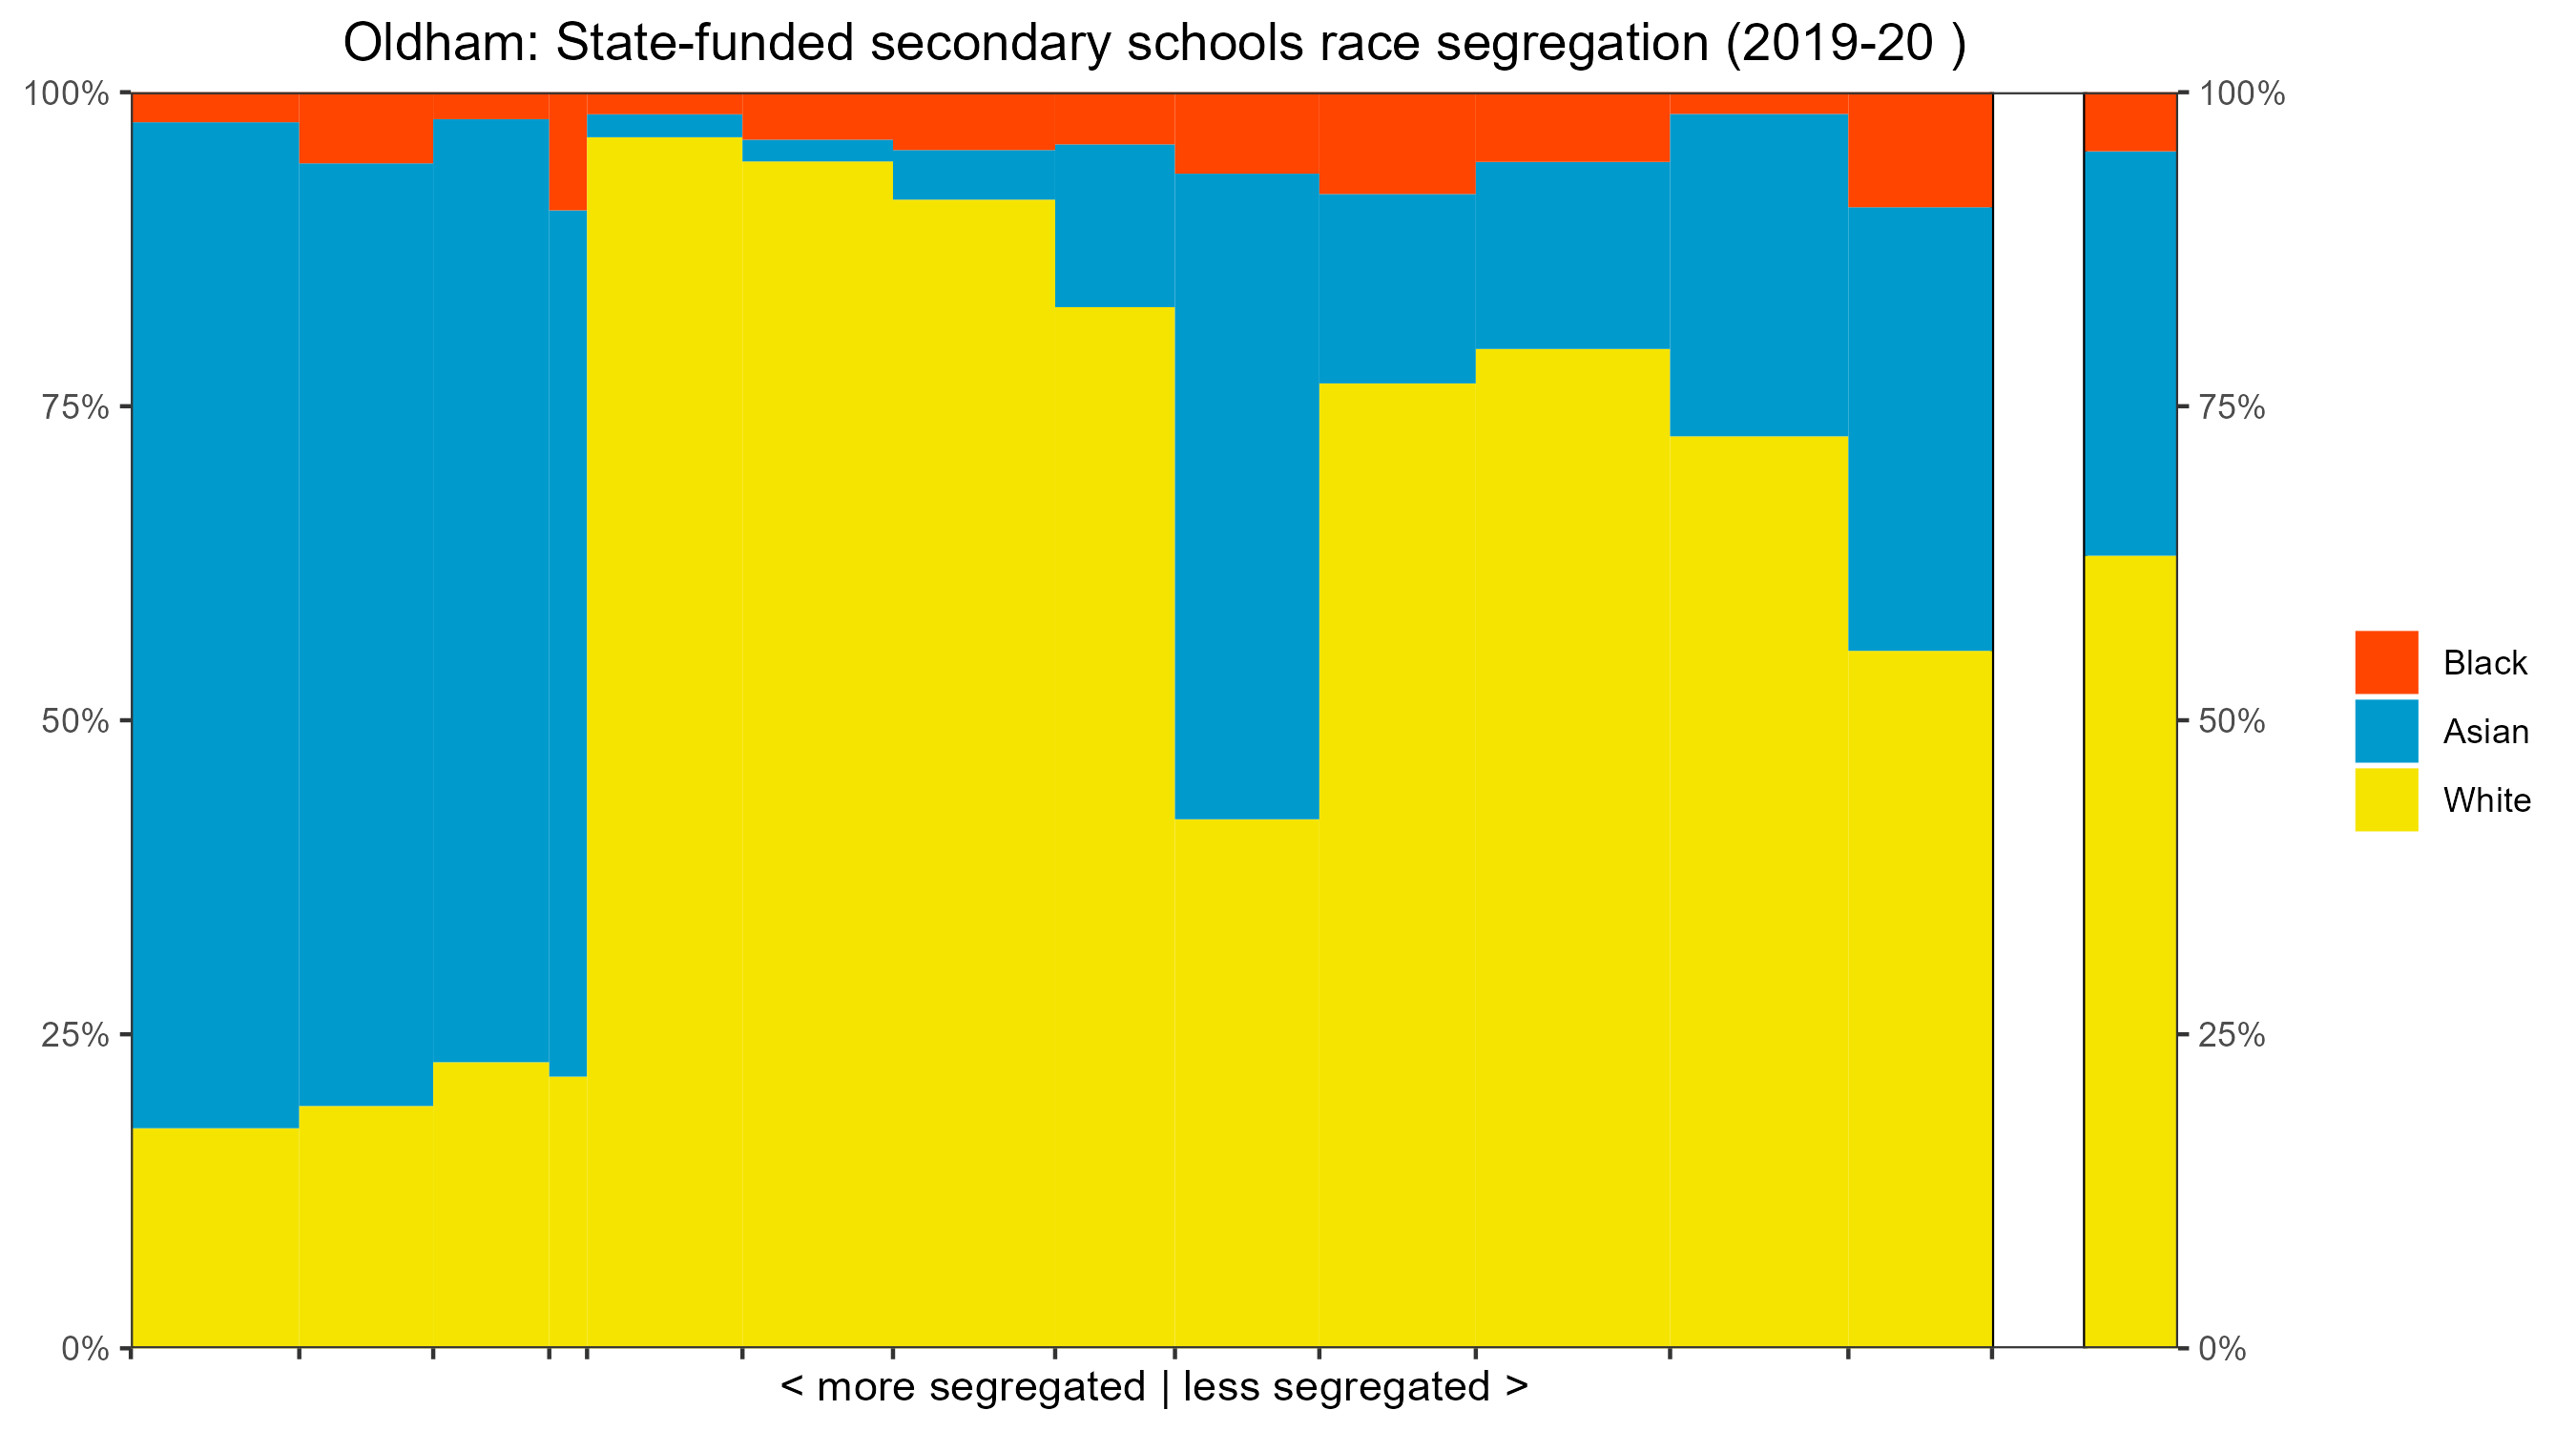 Oldham: State-funded secondary schools race segregation (2019-20 )
100%
75%
50%
25%
0%
100%
75%
50%
25%
0%
< more segregated | less segregated >
Black
Asian
White